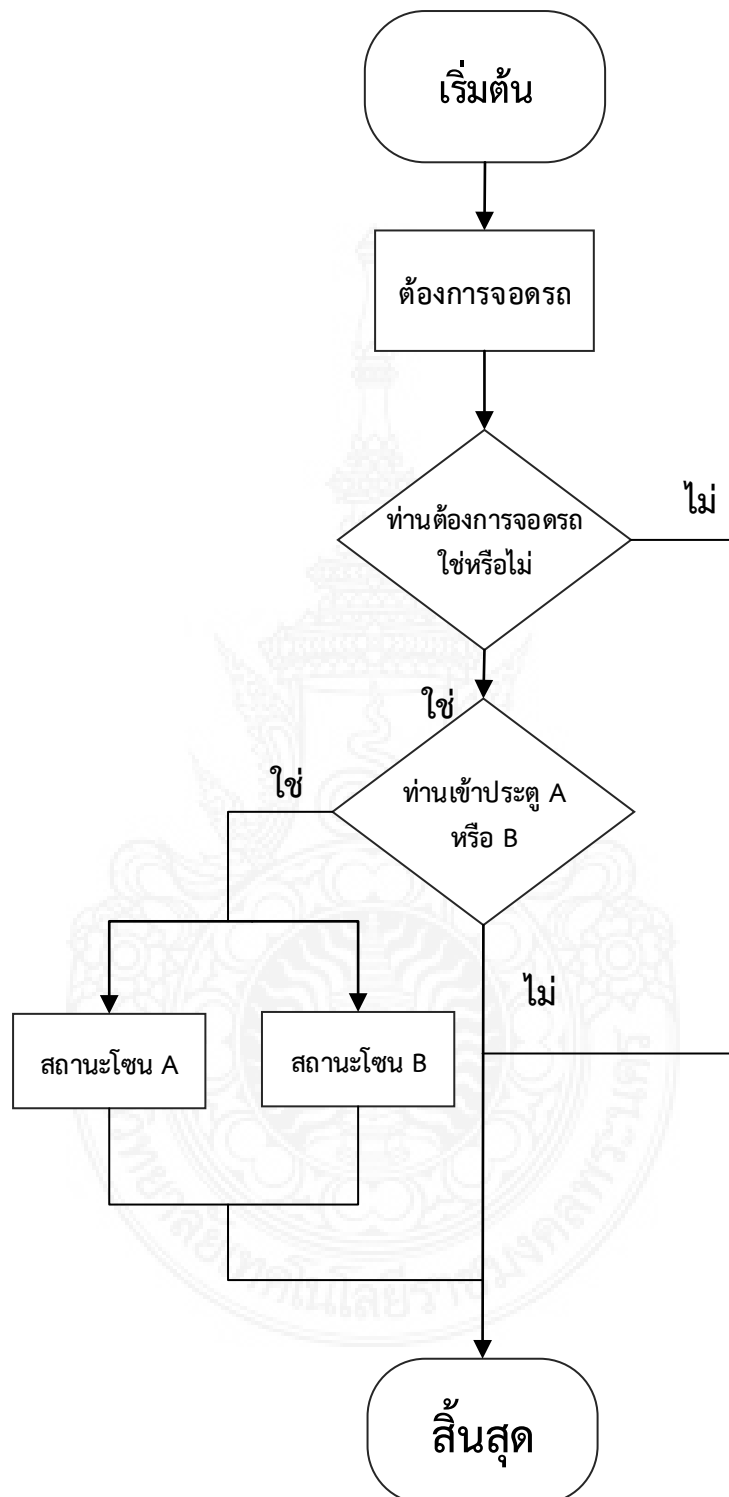 เริ่มต้น
ต้องการจอดรถ
ท่านต้องการจอดรถ
ใช่หรือไม่
ไม่
ใช่
ท่านเข้าประตู A
หรือ B
ใช่
ไม่
สถานะโซน A
สถานะโซน B
สิ้นสุด